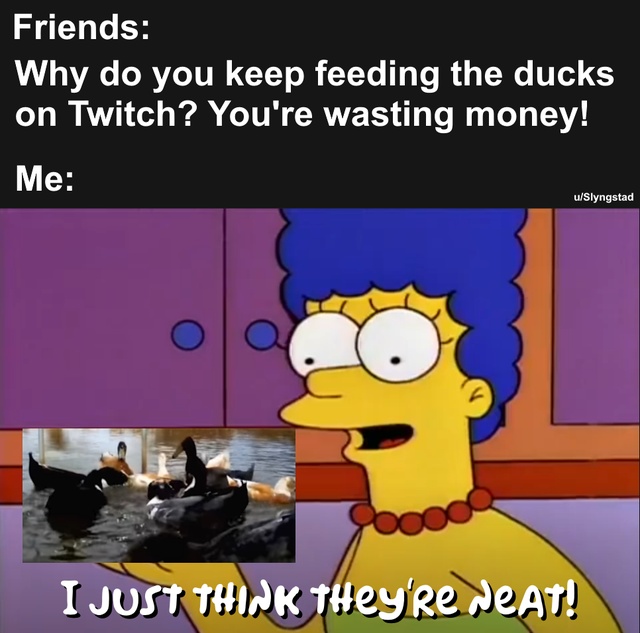 Friends:
Why do you keep feeding the ducks
on Twitch? You're wasting money!
Me:
u/Slyngstad
I JUST THINK THEY'RE NEAT!